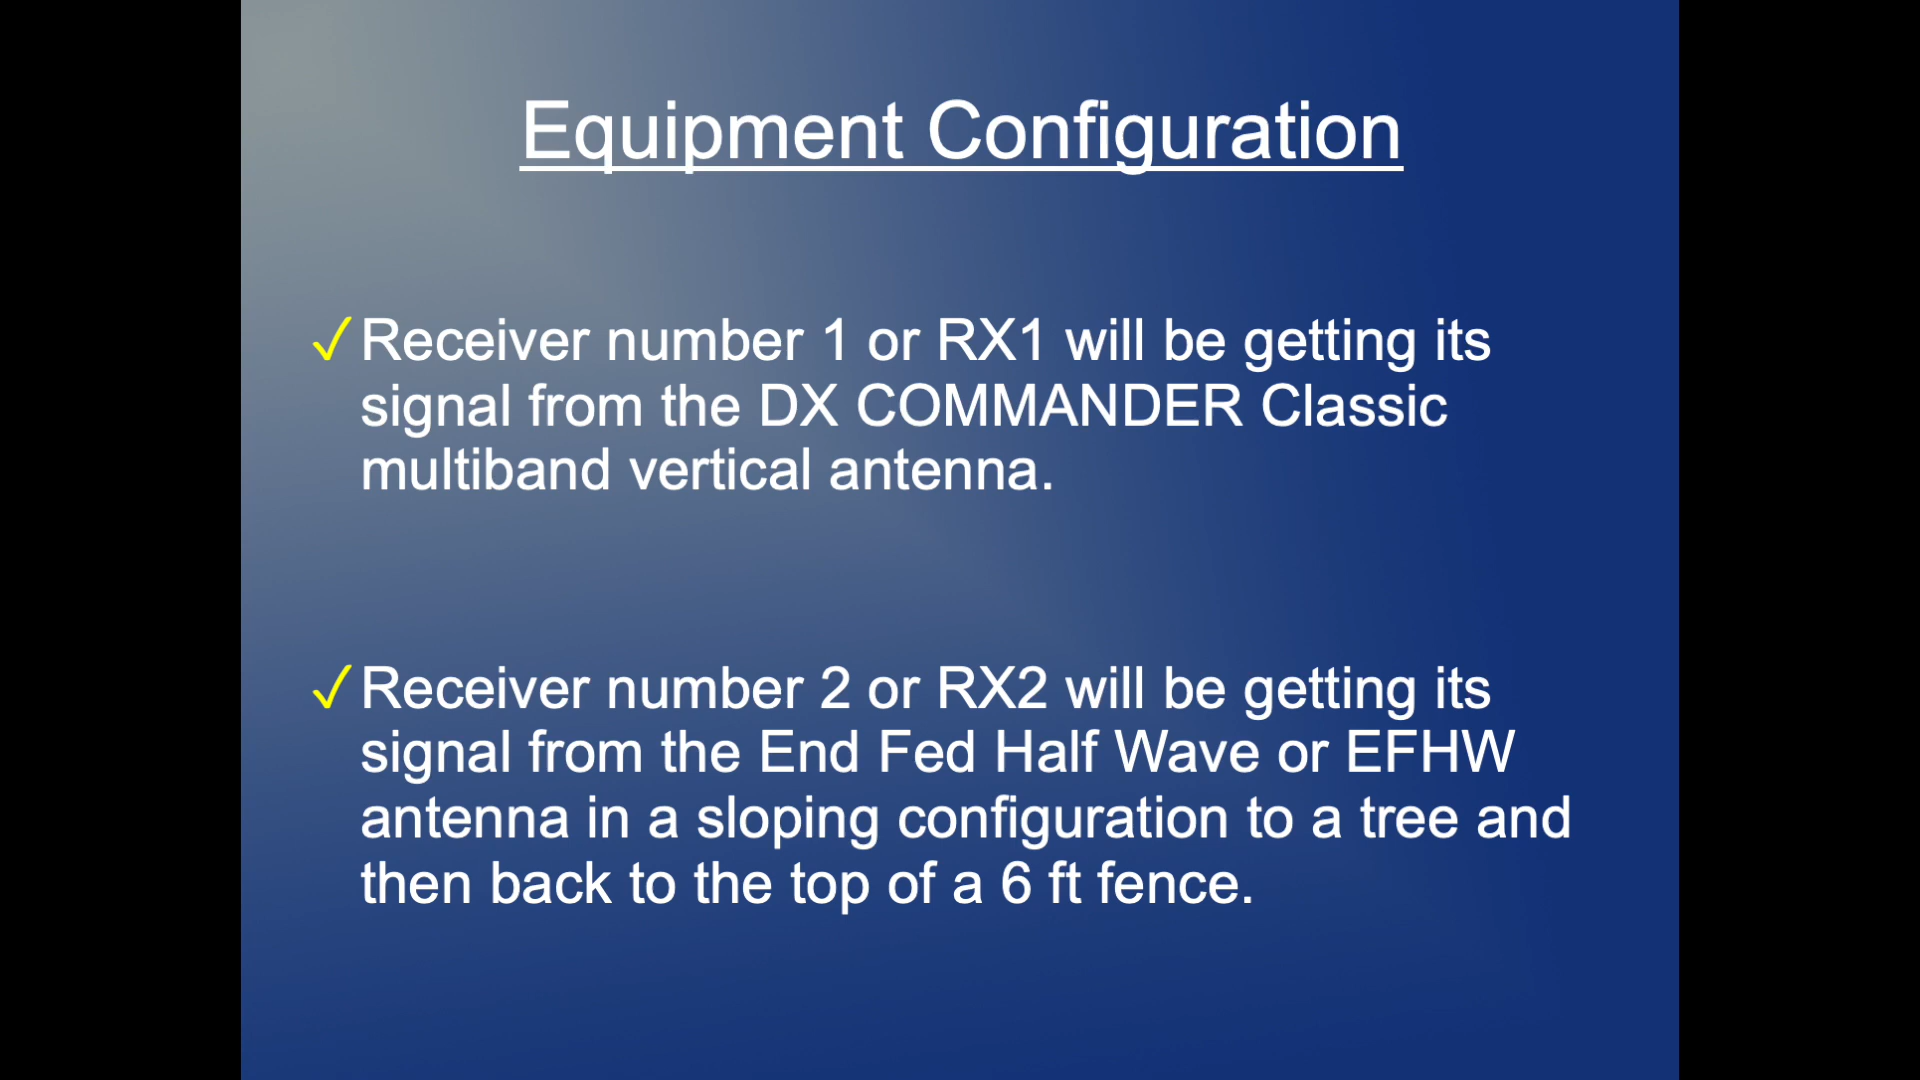 Equipment Configuration
✓Receiver number 1 or RX1 will be getting its
signal from the DX COMMANDER Classic
multiband vertical antenna.
✓Receiver number 2 or RX2 will be getting its
signal from the End Fed Half Wave or EFHW
antenna in a sloping configuration to a tree and
then back to the top of a 6 ft fence.